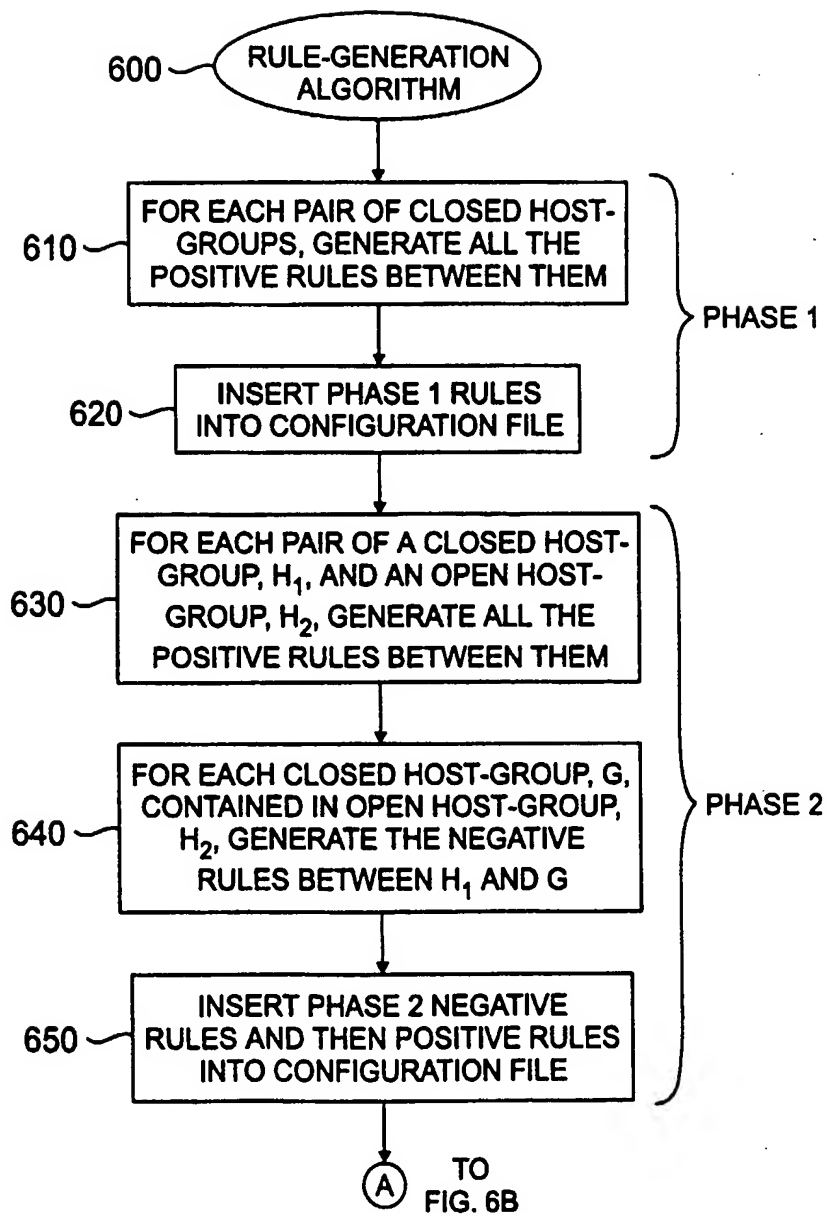 600
RULE-GENERATION
ALGORITHM
610
FOR EACH PAIR OF CLOSED HOST-
GROUPS, GENERATE ALL THE
POSITIVE RULES BETWEEN THEM
PHASE 1
620
INSERT PHASE 1 RULES
INTO CONFIGURATION FILE
630
FOR EACH PAIR OF A CLOSED HOST-
GROUP, H₁, AND AN OPEN HOST-
GROUP, H₂, GENERATE ALL THE
POSITIVE RULES BETWEEN THEM
PHASE 2
640
FOR EACH CLOSED HOST-GROUP, G,
CONTAINED IN OPEN HOST-GROUP,
H₂, GENERATE THE NEGATIVE
RULES BETWEEN H₁ AND G
650
INSERT PHASE 2 NEGATIVE
RULES AND THEN POSITIVE RULES
INTO CONFIGURATION FILE
A
TO
FIG. 6B